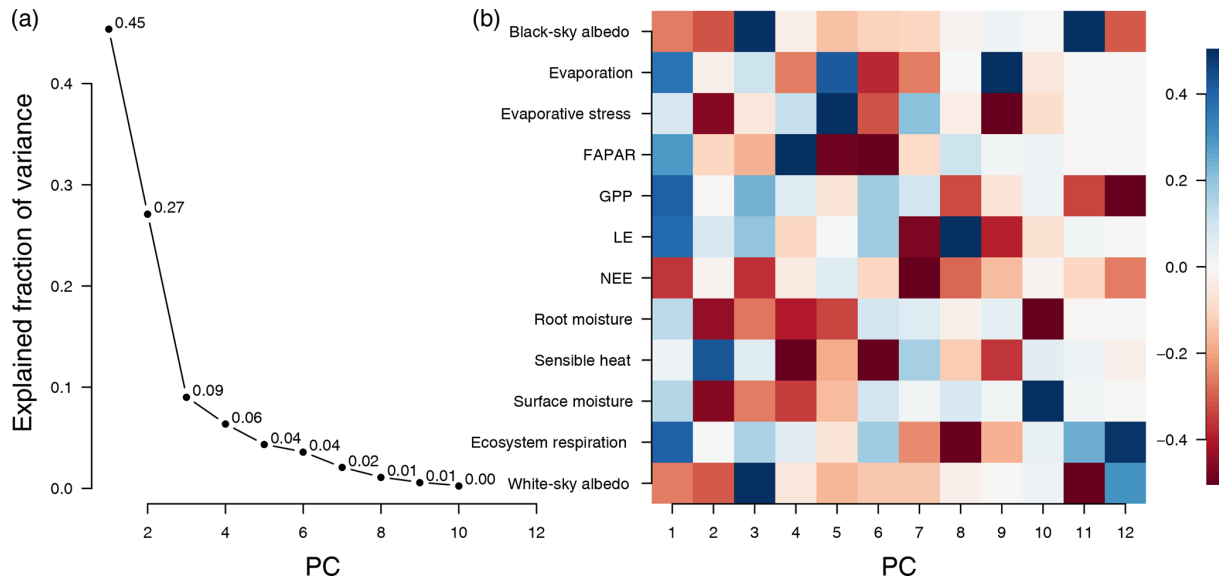 (a)
Explained fraction of variance
0.4
0.3
0.2
0.1
0.0
0.45
0.27
0.09
0.06
0.04
0.04
0.02
0.01
0.01
0.00
2 4 6 8 10 12
PC
(b)
Black-sky albedo
Evaporation
Evaporative stress
FAPAR
GPP
LE
NEE
Root moisture
Sensible heat
Surface moisture
Ecosystem respiration
White-sky albedo
1 2 3 4 5 6 7 8 9 10 11 12
PC
0.4
0.2
0.0
−0.2
−0.4